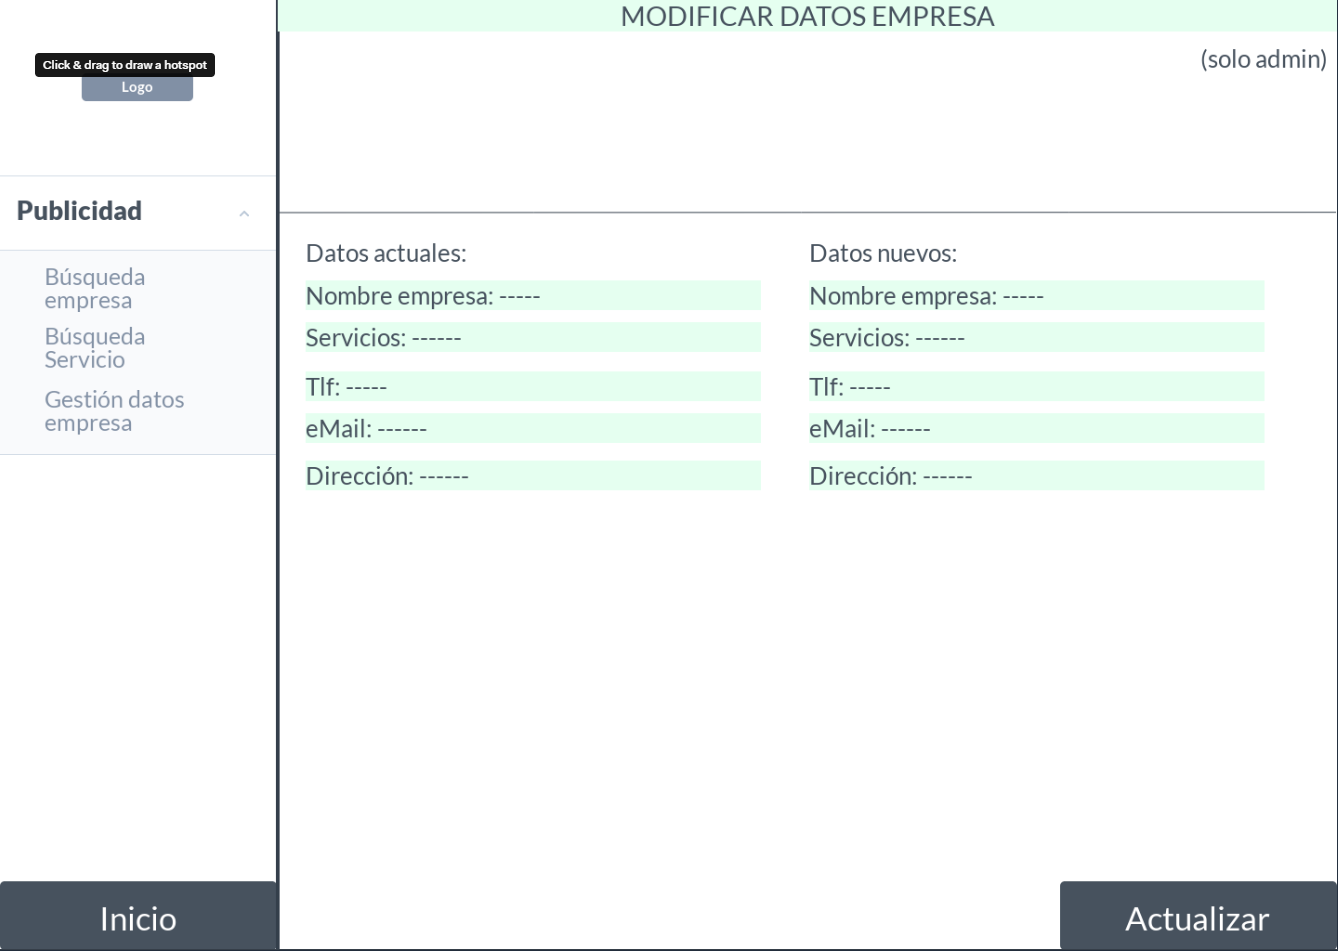 MODIFICAR DATOS EMPRESA
(solo admin)
Click & drag to draw a hotspot
Logo
Publicidad
Búsqueda
empresa
Búsqueda
Servicio
Gestión datos
empresa
Datos actuales:
Nombre empresa: -----
Servicios: ------
Tlf: -----
eMail: ------
Dirección: ------
Datos nuevos:
Nombre empresa: -----
Servicios: ------
Tlf: -----
eMail: ------
Dirección: ------
Inicio
Actualizar